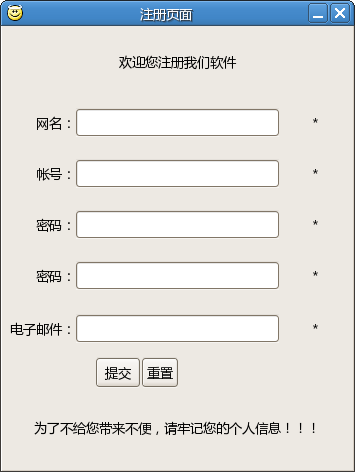 注册页面
欢迎您注册我们软件
网名： *
帐号： *
密码： *
密码： *
电子邮件： *
提交 重置
为了不给您带来不便，请牢记您的个人信息！！！